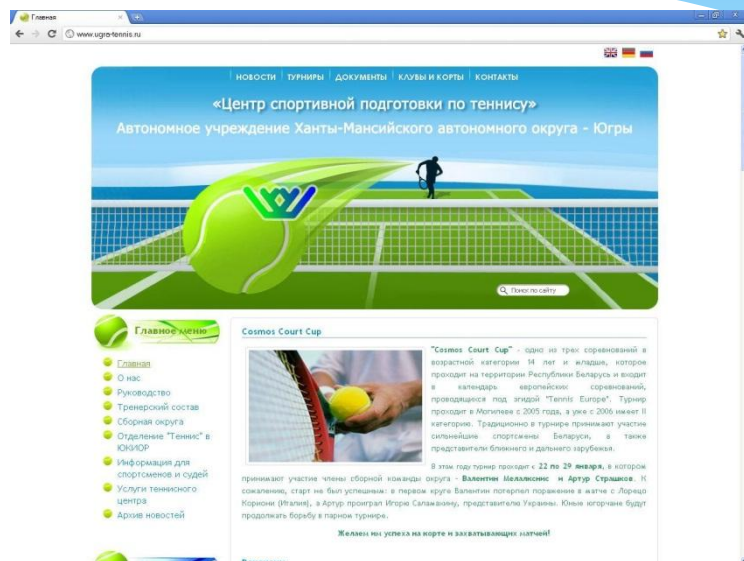 Главная
www.ugra-tennis.ru
НОВОСТИ ТУРНИРЫ ДОКУМЕНТЫ КЛУБЫ И КОРТЫ КОНТАКТЫ
«Центр спортивной подготовки по теннису»
Автономное учреждение Ханты-Мансийского автономного округа - Югры
Поиск по сайту
Главное меню
Главная
О нас
Руководство
Тренерский состав
Сборная округа
Отделение "Теннис" в
ЮКИОР
Информация для
спортсменов и судей
Услуги теннисного
центра
Архив новостей
Cosmos Court Cup
"Cosmos Court Cup" - одно из трех соревнований в
возрастной категории 14 лет и младше, которое
проходит на территории Республики Беларусь и входит
в календарь европейских соревнований,
проводящихся под эгидой "Tennis Europe". Турнир
проходит в Могилеве с 2005 года, а уже с 2006 имеет II
категорию. Традиционно в турнире принимают участие
сильнейшие спортсмены Беларуси, а также
представители ближнего и дальнего зарубежья.
В этом году турнир проходит с 22 по 29 января, в котором
принимают участие члены сборной команды округа - Валентин и Артур Страшков. К
сожалению, старт не был успешным: в первом круге Валентин потерпел поражение в матче с Лоренцо
(Италия), а Артур проиграл Игорю представителю Украины. Юные югорчане будут
продолжать борьбу в парном турнире.
Желаем им успеха на корте и захватывающих матчей!